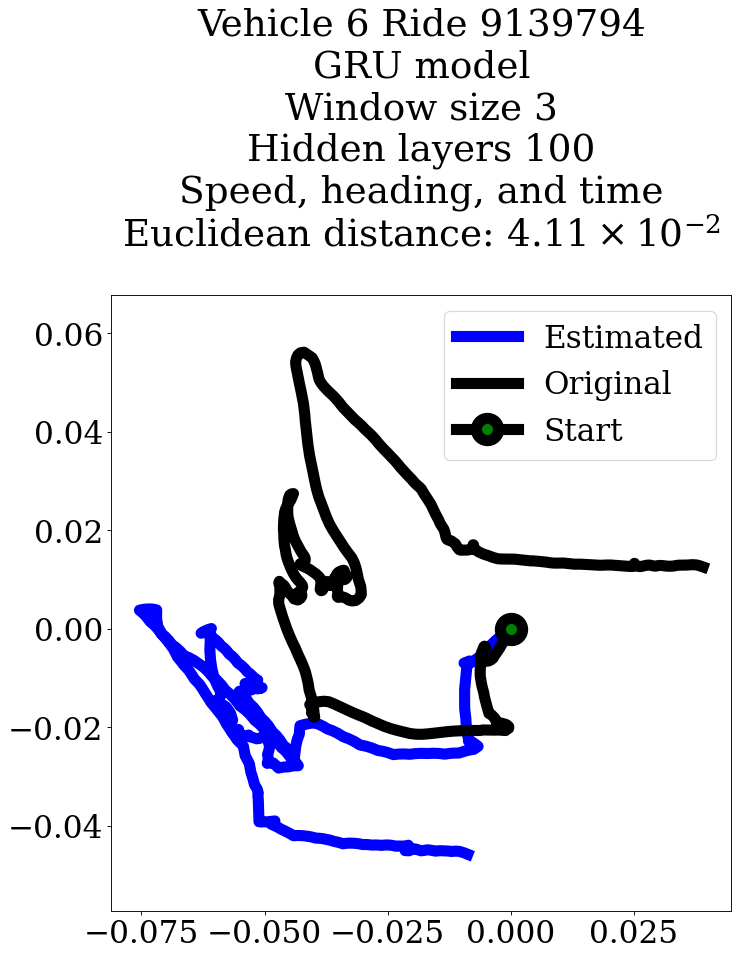 Vehicle 6 Ride 9139794
GRU model
Window size 3
Hidden layers 100
Speed, heading, and time
Euclidean distance: 4.11 × 10⁻²
Estimated
Original
Start
0.06
0.04
0.02
0.00
−0.02
−0.04
−0.075 −0.050 −0.025 0.000 0.025